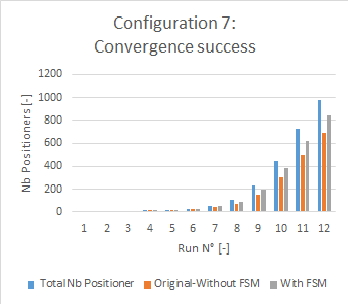 Configuration 7:
Convergence success
Nb Positioners [-]
1200
1000
800
600
400
200
0
1 2 3 4 5 6 7 8 9 10 11 12
Run N° [-]
Total Nb Positioner Original-Without FSM With FSM